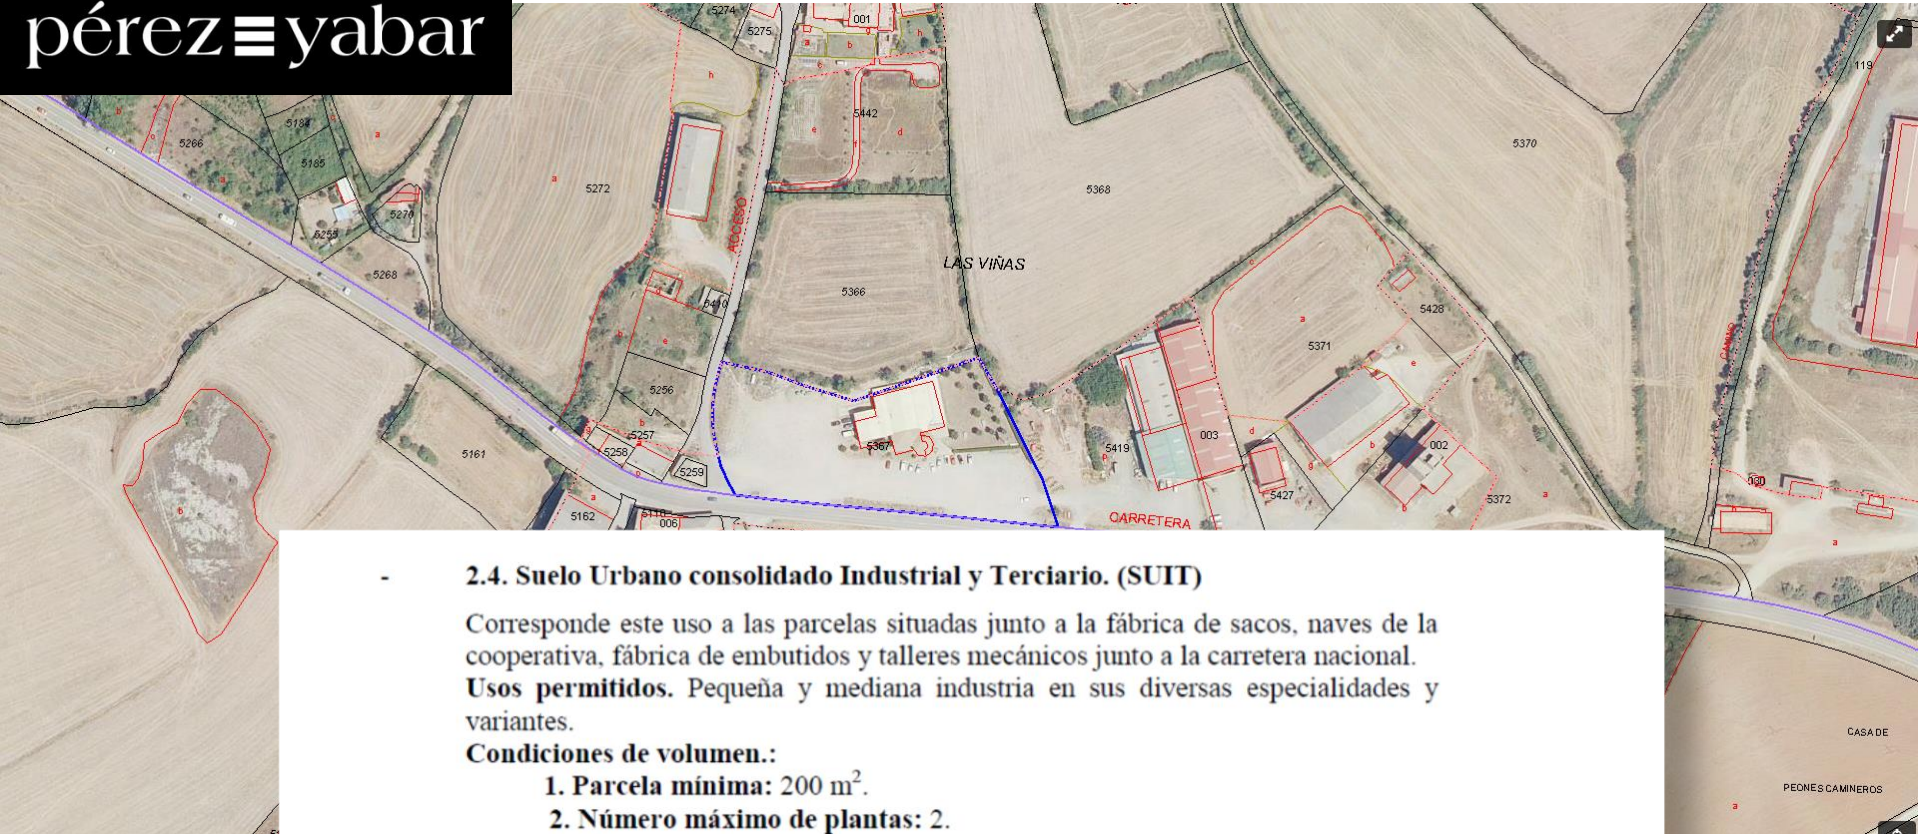 pérez≡yabar
5274
001
5275
g
a
b
h
c
h
119
b
c
5184
5266
a
5442
e
d
5370
5185
f
a
a
5272
5368
5270
5255
ACCESO
LAS VIÑAS
5268
5366
5410
5428
a
CAMINO
b
e
5371
e
5256
b
5257
5367
5419
003
d
b
002
5161
5258
a
5259
g
5427
5372
a
b
a
5162
5118
006
CARRETERA
b
a
- 2.4. Suelo Urbano consolidado Industrial y Terciario. (SUIT)
Corresponde este uso a las parcelas situadas junto a la fábrica de sacos, naves de la
cooperativa, fábrica de embutidos y talleres mecánicos junto a la carretera nacional.
Usos permitidos. Pequeña y mediana industria en sus diversas especialidades y
variantes.
Condiciones de volumen.:
1. Parcela mínima: 200 m².
2. Número máximo de plantas: 2.
CASA DE
PEONES CAMINEROS
a